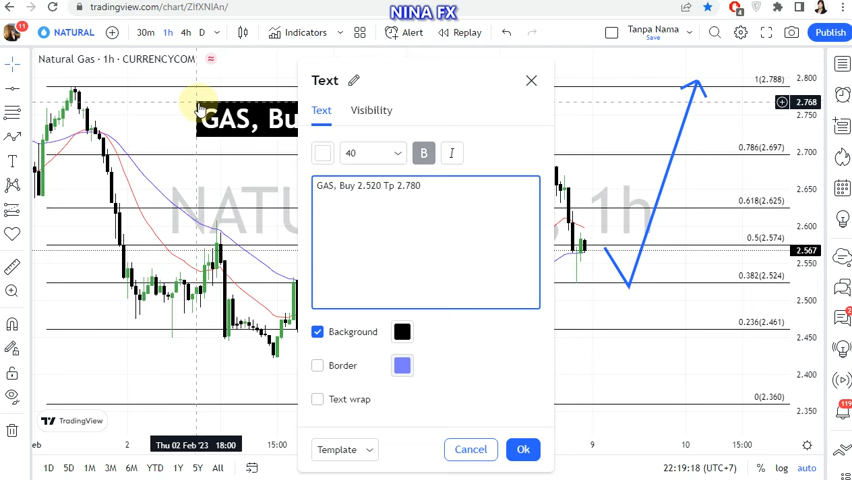 tradingview.com/chart/ZIfXNIAn/
NINA FX
4
11
NATURAL
30m 1h 4h D
Indicators
Alert
Replay
Tanpa Nama
Save
Publish
Natural Gas · 1h · CURRENCYCOM
GAS, Bu
NATU
1h
Text
Text
Visibility
40
B
I
GAS, Buy 2.520 Tp 2.780
Background
Border
Text wrap
Template
Cancel
Ok
1(2.788)
0.786(2.697)
0.618(2.625)
0.5(2.574)
0.382(2.524)
0.236(2.461)
0(2.360)
2.800
2.768
2.750
2.700
2.650
2.600
2.567
2.500
2.450
2.400
2.350
TradingView
eb
2
Thu 02 Feb '23 18:00
15:00
9
10
15:00
1D 5D 1M 3M 6M YTD 1Y 5Y All
22:19:18 (UTC+7)
%
log
auto
119